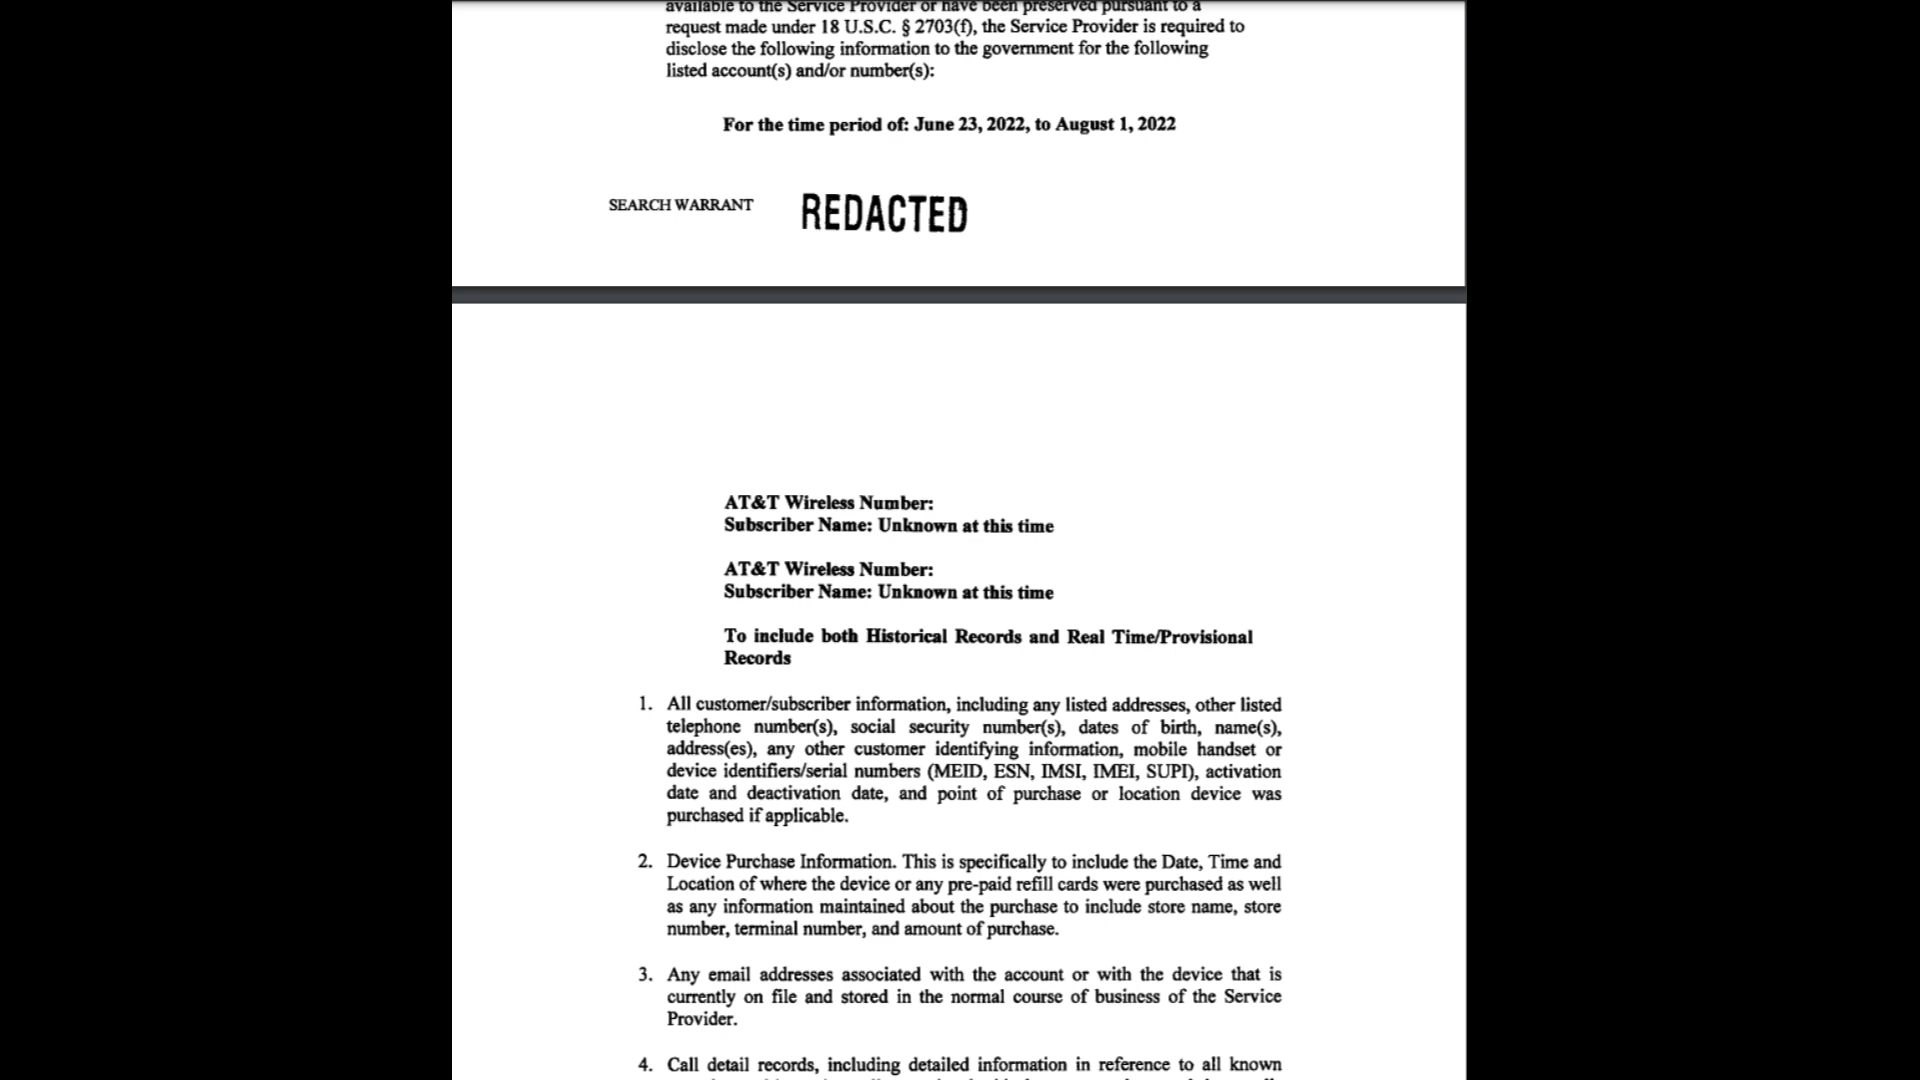 available to the Service Provider or have been preserved pursuant to a
request made under 18 U.S.C. § 2703(f), the Service Provider is required to
disclose the following information to the government for the following
listed account(s) and/or number(s):
For the time period of: June 23, 2022, to August 1, 2022
SEARCH WARRANT REDACTED
AT&T Wireless Number:
Subscriber Name: Unknown at this time
AT&T Wireless Number:
Subscriber Name: Unknown at this time
To include both Historical Records and Real Time/Provisional
Records
1. All customer/subscriber information, including any listed addresses, other listed
telephone number(s), social security number(s), dates of birth, name(s),
address(es), any other customer identifying information, mobile handset or
device identifiers/serial numbers (MEID, ESN, IMSI, IMEI, SUPI), activation
date and deactivation date, and point of purchase or location device was
purchased if applicable.
2. Device Purchase Information. This is specifically to include the Date, Time and
Location of where the device or any pre-paid refill cards were purchased as well
as any information maintained about the purchase to include store name, store
number, terminal number, and amount of purchase.
3. Any email addresses associated with the account or with the device that is
currently on file and stored in the normal course of business of the Service
Provider.
4. Call detail records, including detailed information in reference to all known